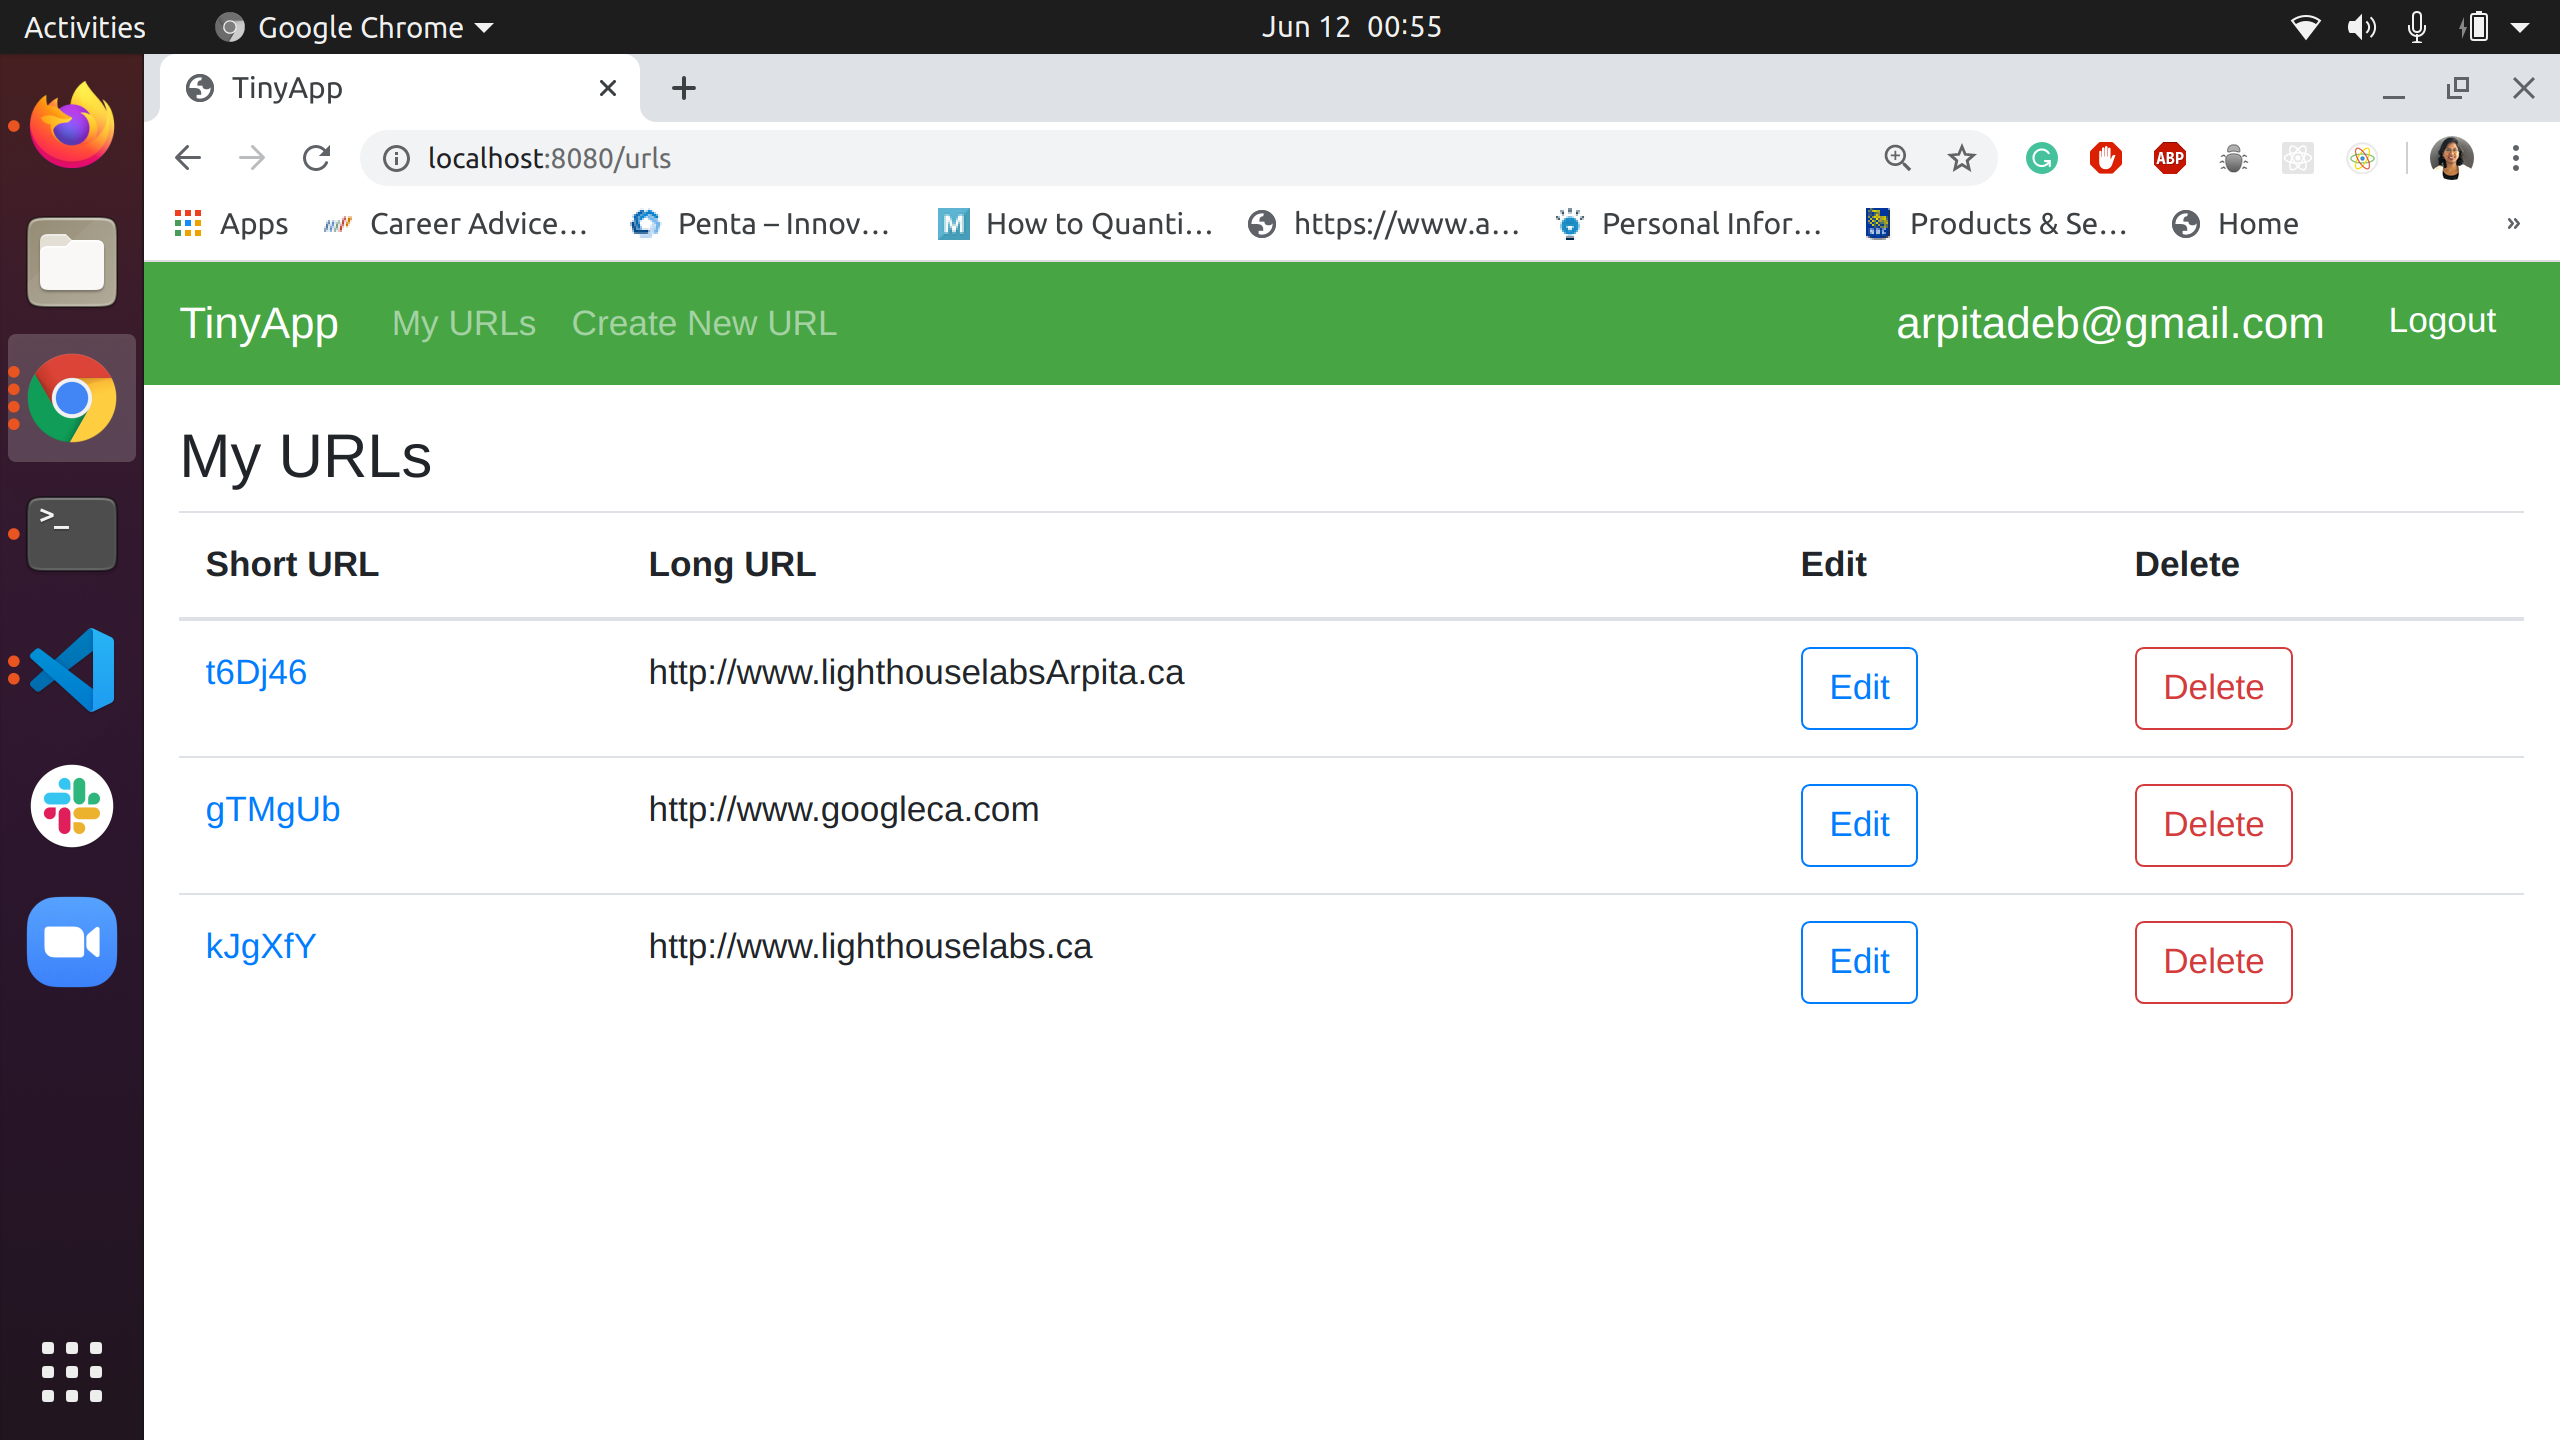 Activities Google Chrome Jun 12 00:55
TinyApp
localhost:8080/urls
ABP
Apps Career Advice... Penta – Innov... M How to Quanti... https://www.a... Personal Infor... Products & Se... Home »
TinyApp My URLs Create New URL arpitadeb@gmail.com Logout
My URLs
Short URL Long URL Edit Delete
t6Dj46 http://www.lighthouselabsArpita.ca Edit Delete
gTMgUb http://www.googleca.com Edit Delete
kJgXfY http://www.lighthouselabs.ca Edit Delete